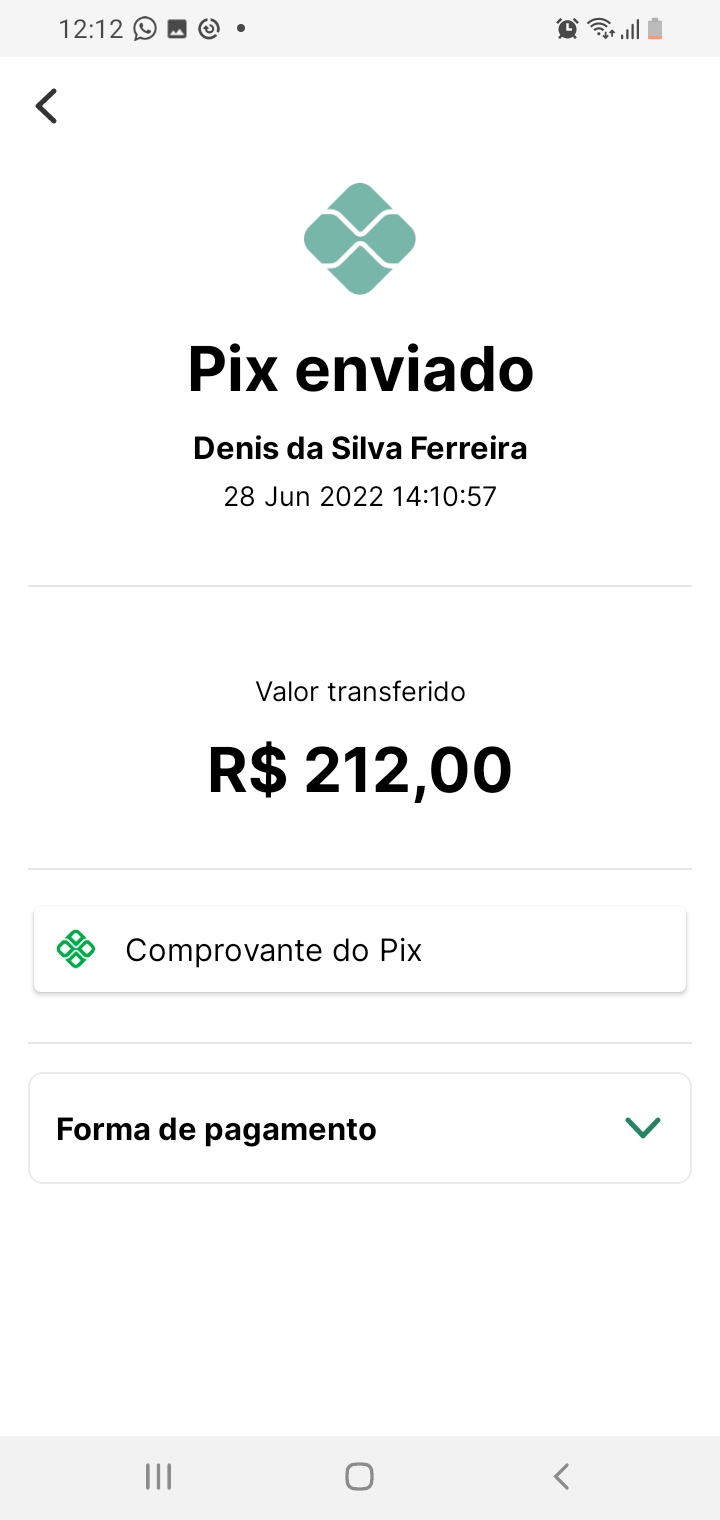 12:12
Pix enviado
Denis da Silva Ferreira
28 Jun 2022 14:10:57
Valor transferido
R$ 212,00
Comprovante do Pix
Forma de pagamento